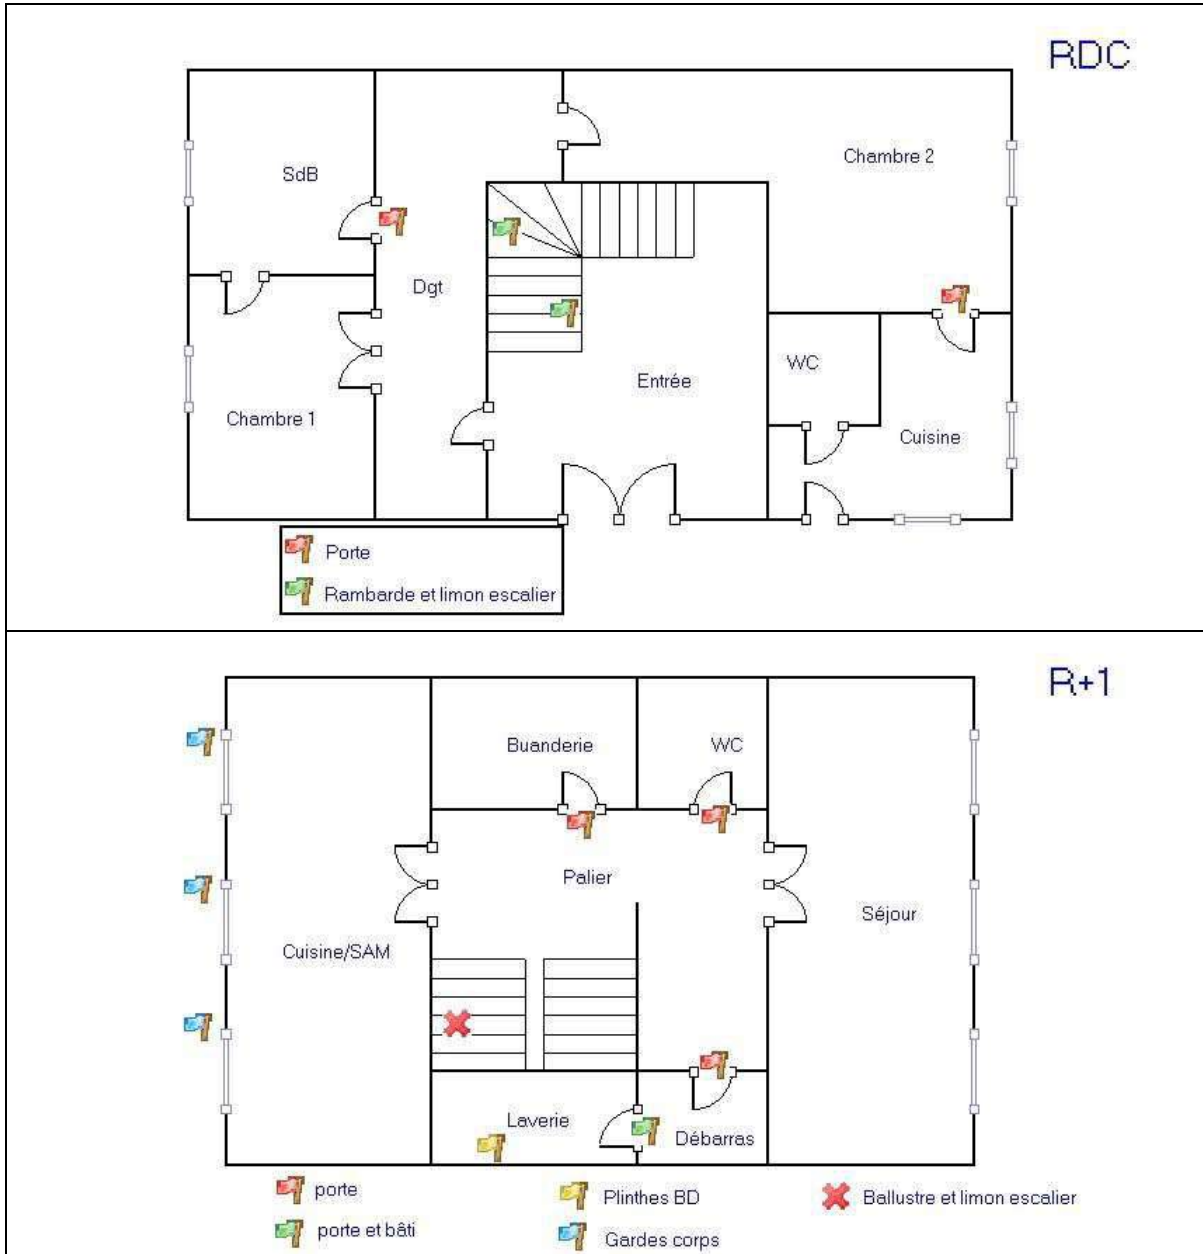 RDC
Chambre 2
SdB
Dgt
WC
Entrée
Chambre 1
Cuisine
Porte
Rambarde et limon escalier
R+1
Buanderie
WC
Palier
Séjour
Cuisine/SAM
Laverie
Débarras
porte
Plinthes BD
Ballustre et limon escalier
porte et bâti
Gardes corps